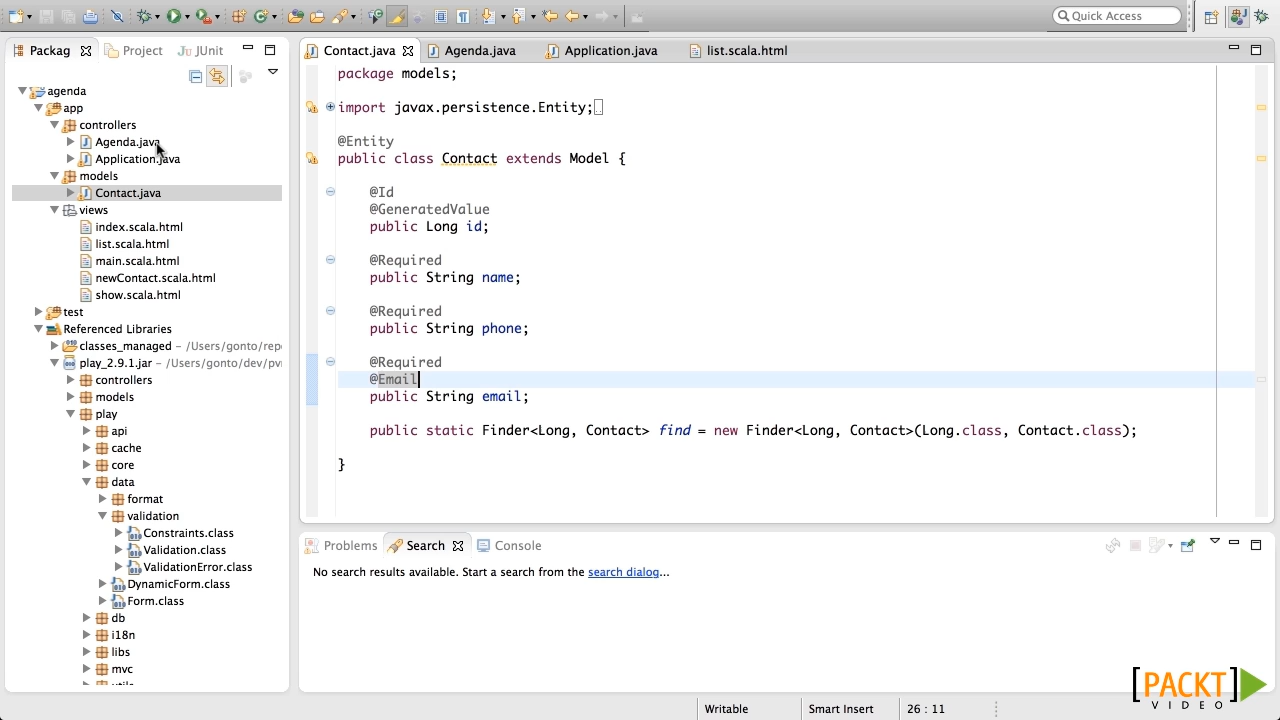 Quick Access
Packag
Project
JUnit
agenda
app
controllers
Agenda.java
Application.java
models
Contact.java
views
index.scala.html
list.scala.html
main.scala.html
newContact.scala.html
show.scala.html
test
Referenced Libraries
classes_managed – /Users/gonto/repo
play_2.9.1.jar – /Users/gonto/dev/pvt
controllers
models
play
api
cache
core
data
format
validation
Constraints.class
Validation.class
ValidationError.class
DynamicForm.class
Form.class
db
i18n
libs
mvc
Contact.java
Agenda.java
Application.java
list.scala.html
package models;
import javax.persistence.Entity;
@Entity
public class Contact extends Model {
@Id
@GeneratedValue
public Long id;
@Required
public String name;
@Required
public String phone;
@Required
@Email
public String email;
public static Finder<Long, Contact> find = new Finder<Long, Contact>(Long.class, Contact.class);
}
Problems
Search
Console
No search results available. Start a search from the search dialog...
Writable
Smart Insert
26 : 11
[PACKT]
VIDEO